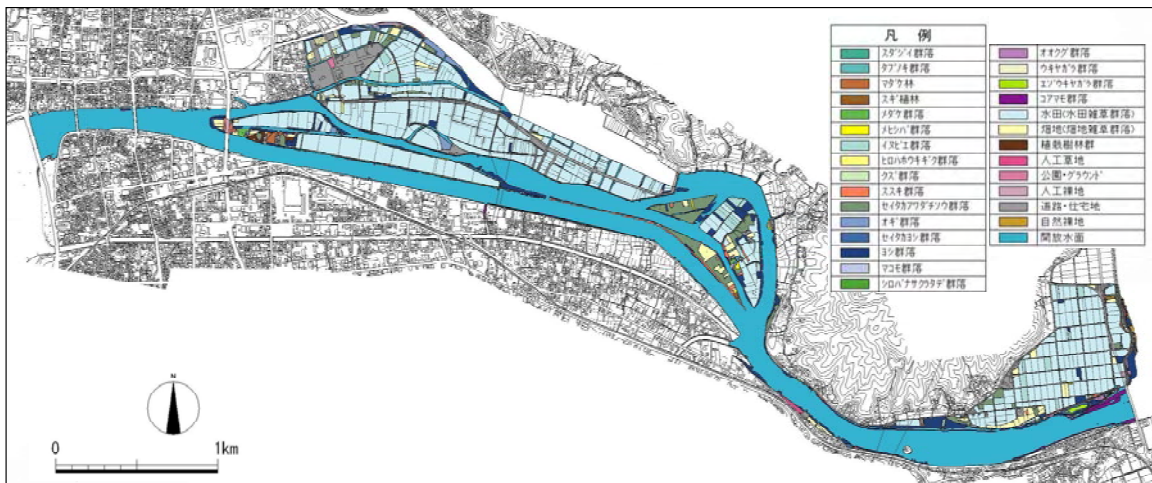 凡 例
スダジイ群落
タブノキ群落
マダケ林
スギ植林
メダケ群落
メヒシバ群落
イヌビエ群落
ヒロハホウキギク群落
クズ群落
ススキ群落
セイタカアワダチソウ群落
オギ群落
セイタカヨシ群落
ヨシ群落
マコモ群落
シロバナサクラタデ群落
オオクグ群落
ウキヤガラ群落
エゾウキヤガラ群落
コアマモ群落
水田(水田雑草群落)
畑地(畑地雑草群落)
植栽樹林群
人工草地
公園・グラウンド
人工裸地
道路・住宅地
自然裸地
開放水面
N
0 1km